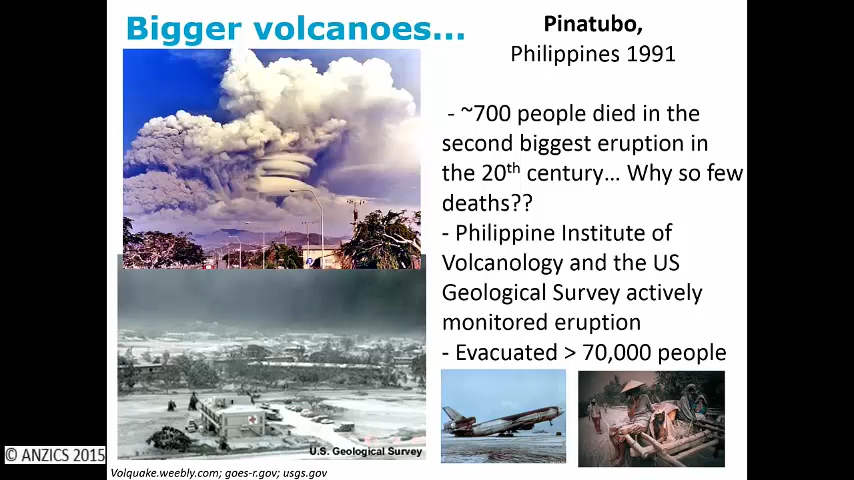 Bigger volcanoes...
Pinatubo,
Philippines 1991
- ~700 people died in the
second biggest eruption in
the 20th century... Why so few
deaths??
- Philippine Institute of
Volcanology and the US
Geological Survey actively
monitored eruption
- Evacuated > 70,000 people
U.S. Geological Survey
© ANZICS 2015
Volquake.weebly.com; goes-r.gov; usgs.gov